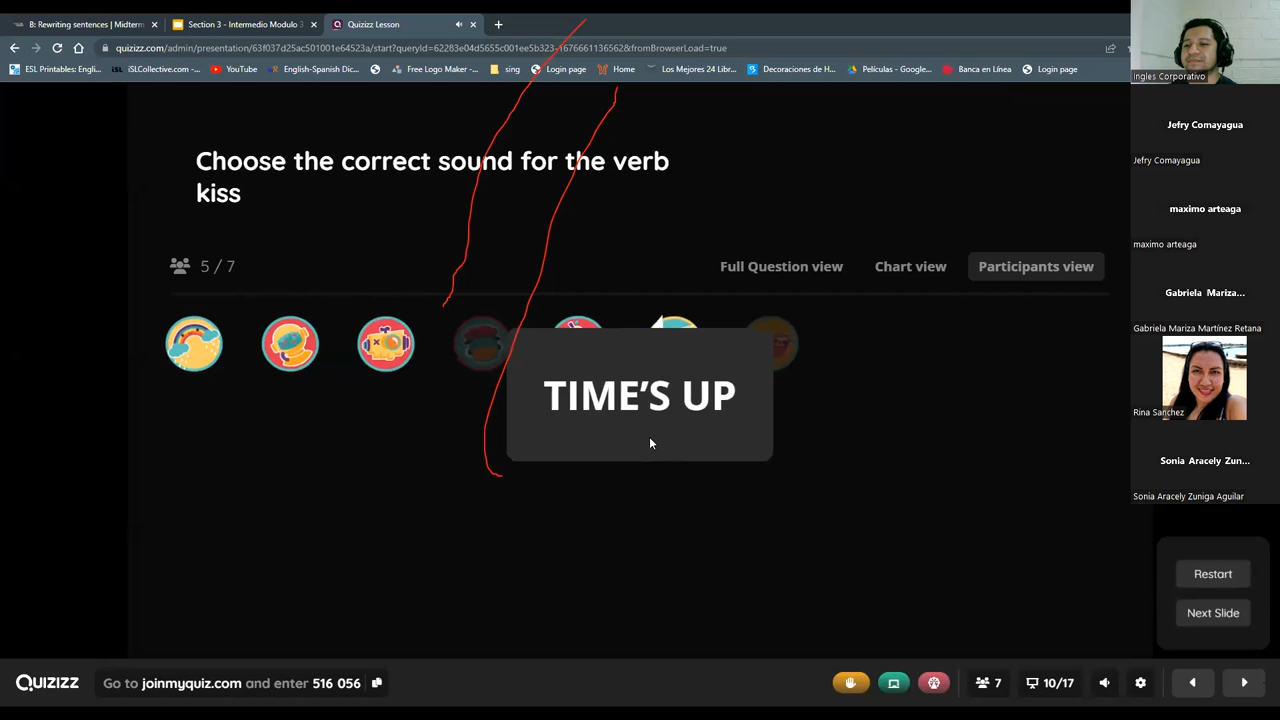 B: Rewriting sentences | Midterm
Section 3 - Intermedio Modulo 3
Quizizz Lesson
quizizz.com/admin/presentation/63f037d25ac501001e64523a/start?queryId=62283e04d5655c001ee5b323-1676661136562&fromBrowserLoad=true
ESL Printables: Engli...
iSL
iSLCollective.com -...
YouTube
English-Spanish Dic...
Free Logo Maker -...
sing
Login page
Home
Los Mejores 24 Libr...
Decoraciones de H...
Películas - Google...
Banca en Línea
Login page
Ingles Corporativo
Choose the correct sound for the verb
kiss
5 / 7
Full Question view
Chart view
Participants view
TIME'S UP
Jefry Comayagua
Jefry Comayagua
maximo arteaga
maximo arteaga
Gabriela Mariza...
Gabriela Mariza Martínez Retana
Rina Sanchez
Sonia Aracely Zun...
Sonia Aracely Zuniga Aguilar
Restart
Next Slide
Quizizz
Go to joinmyquiz.com and enter 516 056
7
10/17